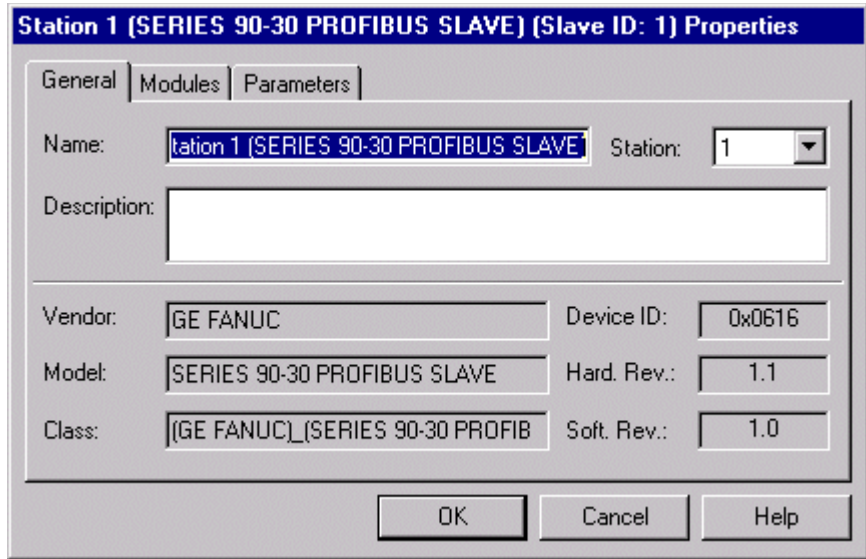 Station 1 (SERIES 90-30 PROFIBUS SLAVE) (Slave ID: 1) Properties
General Modules Parameters
Name: tation 1 (SERIES 90-30 PROFIBUS SLAVE) Station: 1
Description:
Vendor: GE FANUC Device ID: 0x0616
Model: SERIES 90-30 PROFIBUS SLAVE Hard. Rev.: 1.1
Class: (GE FANUC)_(SERIES 90-30 PROFIB Soft. Rev.: 1.0
OK Cancel Help